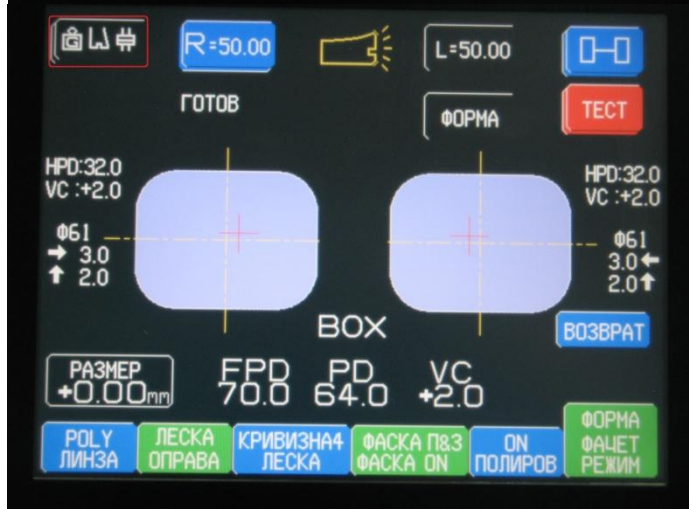 R=50.00
L=50.00
ГОТОВ
ФОРМА
ТЕСТ
HPD:32.0
VC :+2.0
Φ61
→ 3.0
↑ 2.0
HPD:32.0
VC :+2.0
Φ61
3.0←
2.0↑
BOX
ВОЗВРАТ
РАЗМЕР
+0.00mm
FPD
70.0
PD
64.0
VC
+2.0
POLY
ЛИНЗА
ЛЕСКА
ОПРАВА
КРИВИЗНА4
ЛЕСКА
ФАСКА П&З
ФАСКА ON
ON
ПОЛИРОВ
ФОРМА
ФАЧЕТ
РЕЖИМ